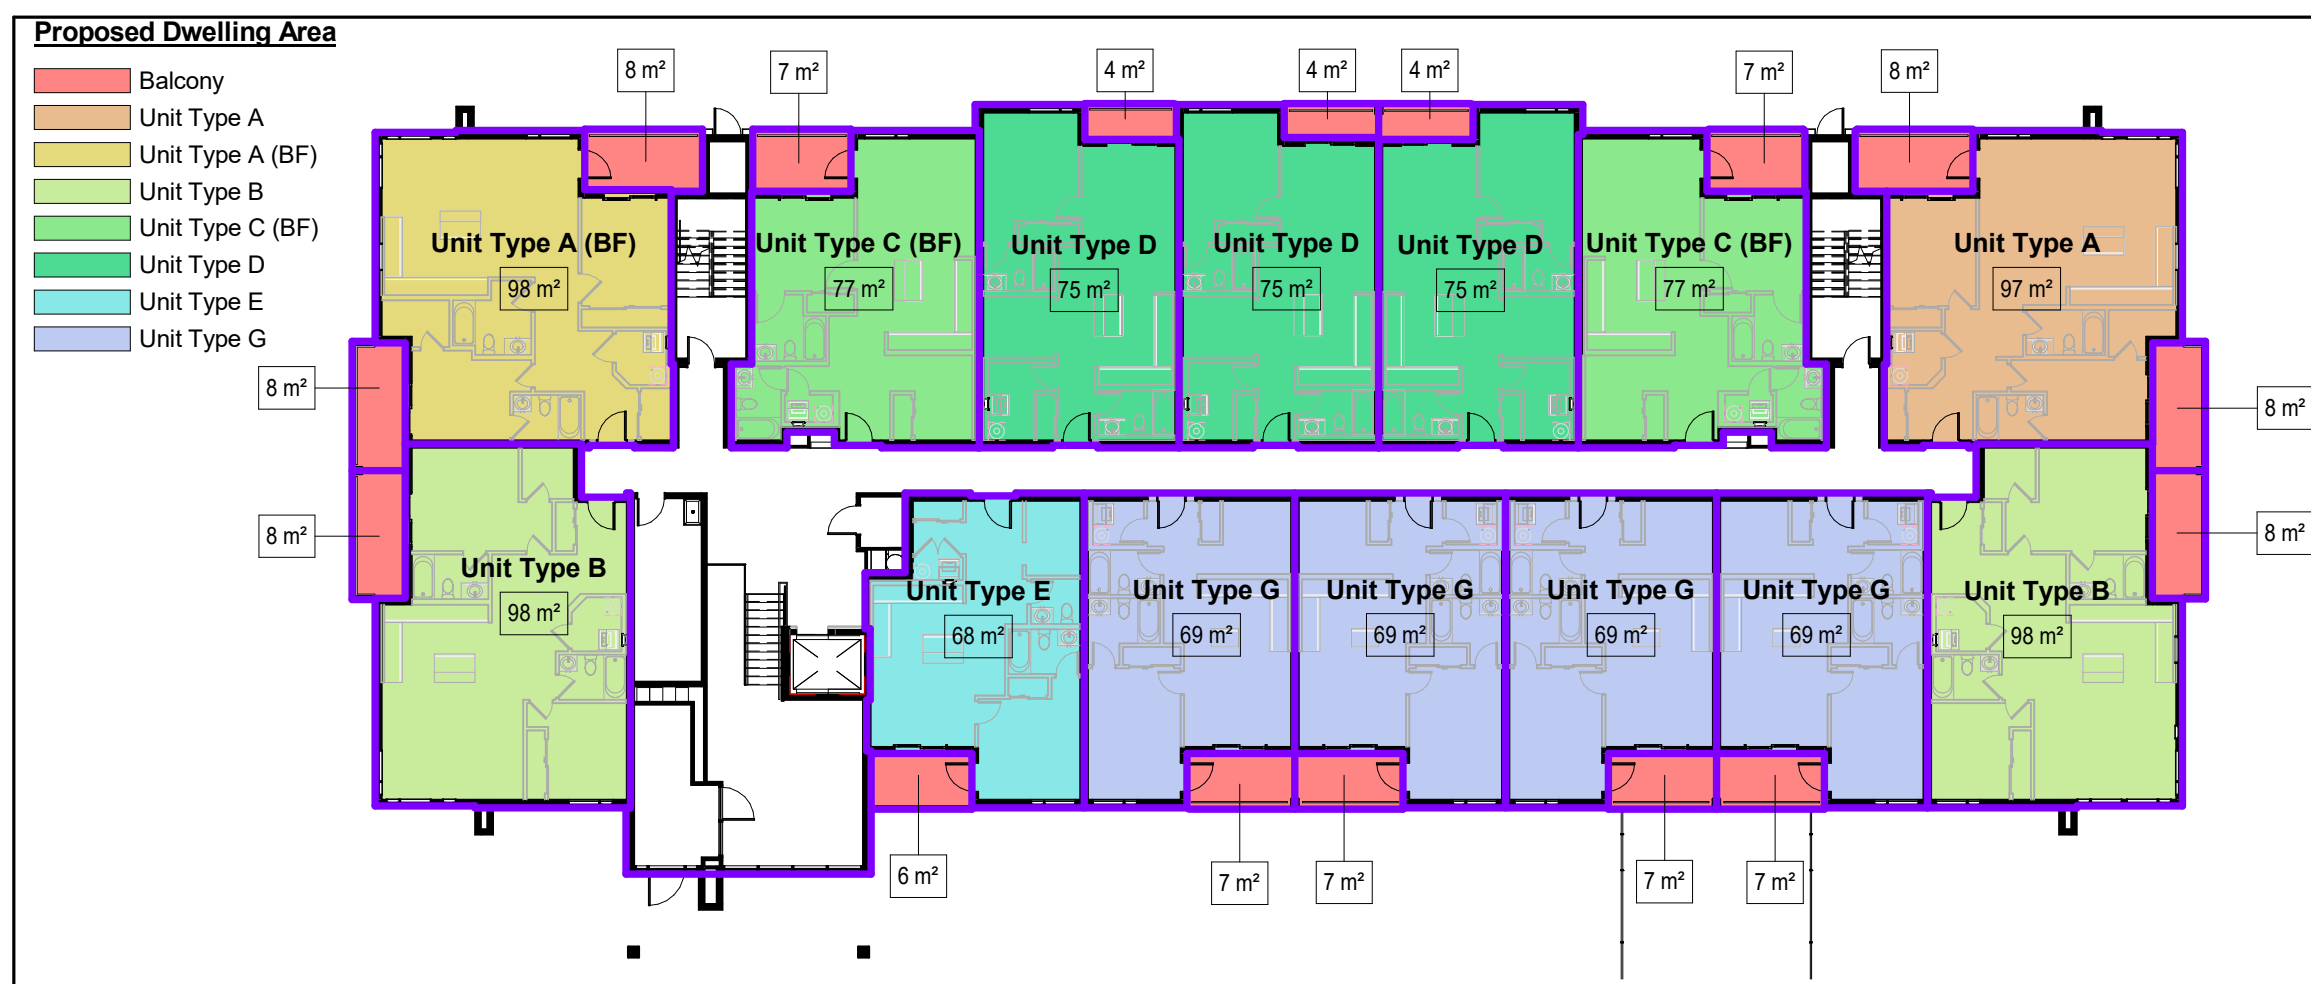 Proposed Dwelling Area
Balcony
Unit Type A
Unit Type A (BF)
Unit Type B
Unit Type C (BF)
Unit Type D
Unit Type E
Unit Type G
8 m²
7 m²
4 m²
4 m²
4 m²
7 m²
8 m²
Unit Type A (BF)
98 m²
Unit Type C (BF)
77 m²
Unit Type D
75 m²
Unit Type D
75 m²
Unit Type D
75 m²
Unit Type C (BF)
77 m²
Unit Type A
97 m²
8 m²
8 m²
8 m²
8 m²
Unit Type B
98 m²
Unit Type E
68 m²
Unit Type G
69 m²
Unit Type G
69 m²
Unit Type G
69 m²
Unit Type G
69 m²
Unit Type B
98 m²
6 m²
7 m²
7 m²
7 m²
7 m²